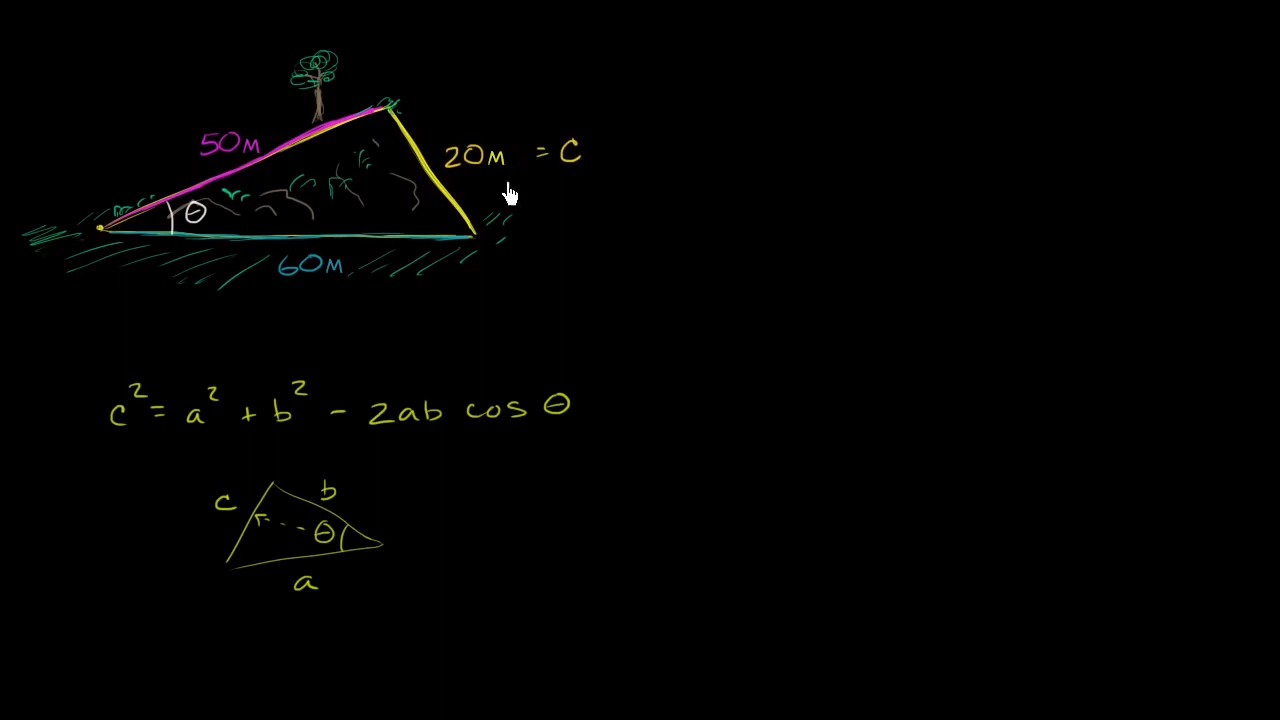 50M
20M = C
θ
60M
c² = a² + b² - 2ab cos θ
c b
θ
a